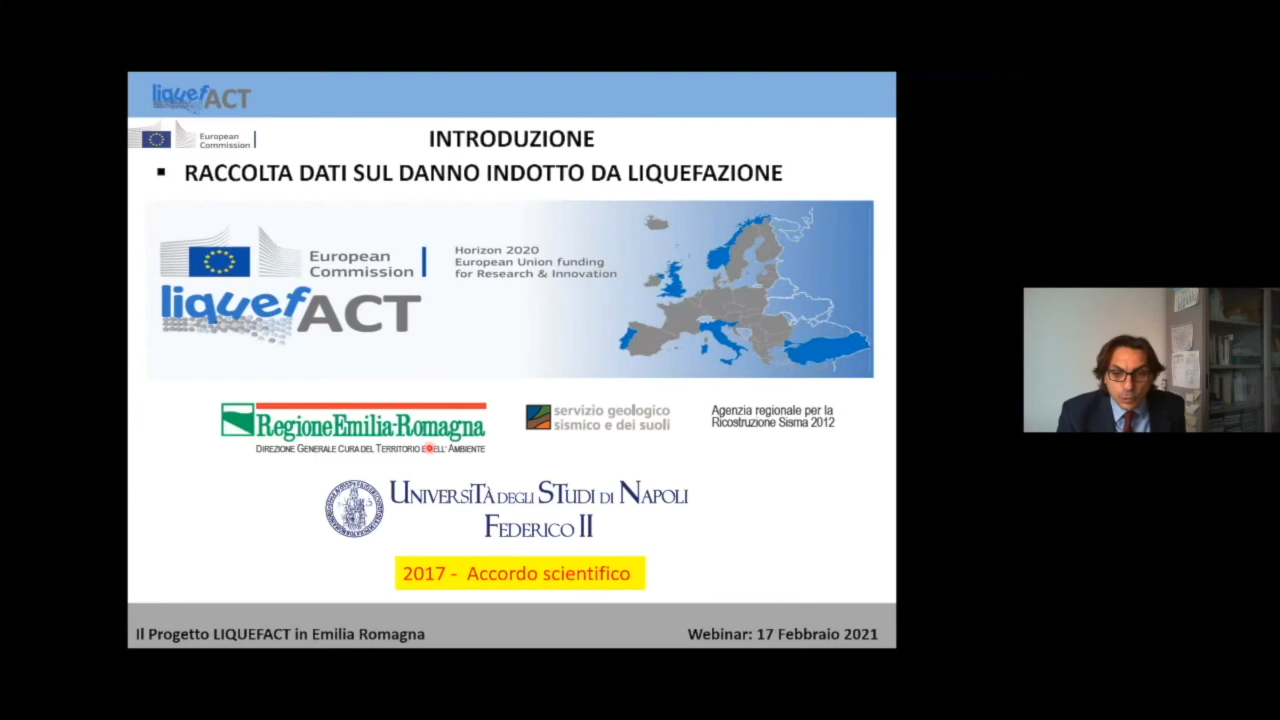 liquefACT
European
Commission
INTRODUZIONE
▪ RACCOLTA DATI SUL DANNO INDOTTO DA LIQUEFAZIONE
European
Commission
Horizon 2020
European Union funding
for Research & Innovation
liquefACT
RegioneEmilia-Romagna
DIREZIONE GENERALE CURA DEL TERRITORIO E DELL' AMBIENTE
servizio geologico
sismico e dei suoli
Agenzia regionale per la
Ricostruzione Sisma 2012
UNIVERSITÀ DEGLI STUDI DI NAPOLI
FEDERICO II
2017 - Accordo scientifico
Il Progetto LIQUEFACT in Emilia Romagna
Webinar: 17 Febbraio 2021